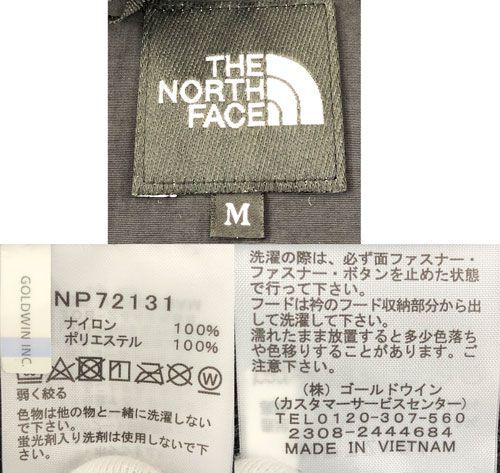 THE
NORTH
FACE
M
GOLDWIN INC.
NP72131
ナイロン 100%
ポリエステル 100%
弱く絞る
色物は他の物と一緒に洗濯しない
で下さい。
蛍光剤入り洗剤は使用しないで下
さい。
洗濯の際は、必ず面ファスナー・
ファスナー・ボタンを止めた状態
で行って下さい。
フードは衿のフード収納部分から出
して洗濯して下さい。
濡れたまま放置すると多少色落ち
や色移りすることがあります。ご
注意下さい。
(株) ゴールドウイン
(カスタマーサービスセンター)
TEL0120-307-560
2308-2444684
MADE IN VIETNAM